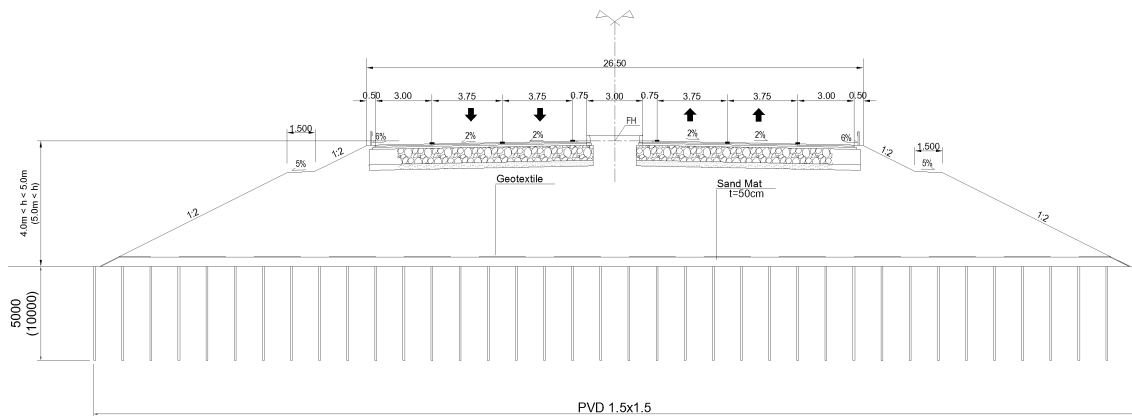 26.50
0.50 3.00 3.75 3.75 0.75 3.00 0.75 3.75 3.75 3.00 0.50
FH
1.500 6% 2% 2% 2% 2% 6% 1.500
1:2 1:2
5% 5%
Geotextile Sand Mat
t=50cm
4.0m < h < 5.0m
(5.0m < h)
1:2 1:2
5000
(10000)
PVD 1.5x1.5